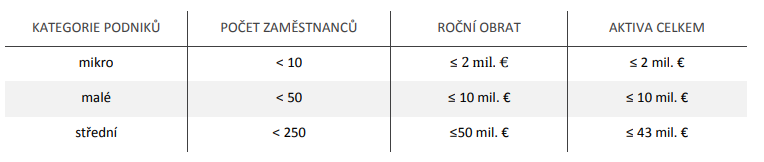 KATEGORIE PODNIKŮ POČET ZAMĚSTNANCŮ ROČNÍ OBRAT AKTIVA CELKEM
mikro < 10 ≤ 2 mil. € ≤ 2 mil. €
malé < 50 ≤ 10 mil. € ≤ 10 mil. €
střední < 250 ≤50 mil. € ≤ 43 mil. €